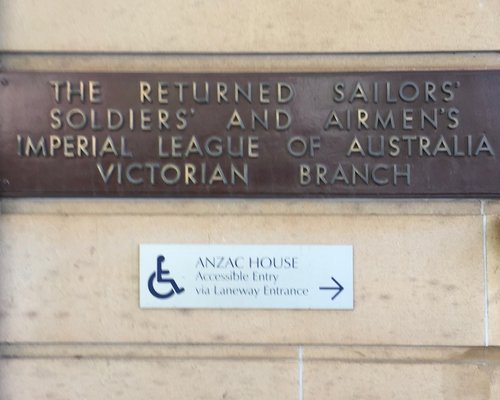 THE RETURNED SAILORS'
SOLDIERS' AND AIRMEN'S
IMPERIAL LEAGUE OF AUSTRALIA
VICTORIAN BRANCH
ANZAC HOUSE
Accessible Entry
via Laneway Entrance